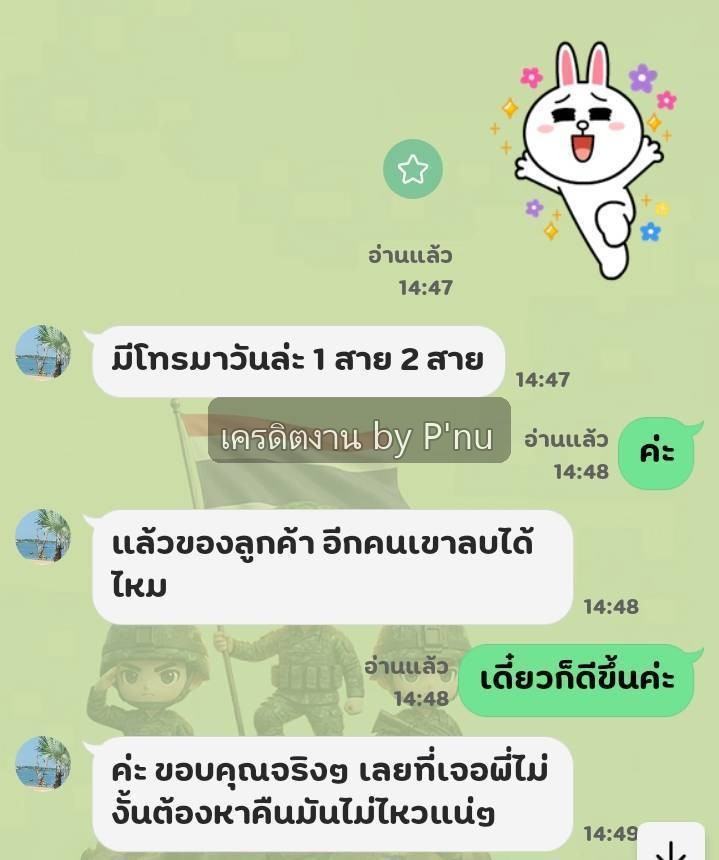 อ่านแล้ว
14:47
มีโทรมาวันล่ะ 1 สาย 2 สาย
14:47
เครดิตงาน by P'nu
อ่านแล้ว
14:48
ค่ะ
แล้วของลูกค้า อีกคนเขาลบได้
ไหม
14:48
อ่านแล้ว
14:48
เดี๋ยวก็ดีขึ้นค่ะ
ค่ะ ขอบคุณจริงๆ เลยที่เจอพี่ไม่
งั้นต้องหาคืนมันไม่ไหวแน่ๆ
14:49